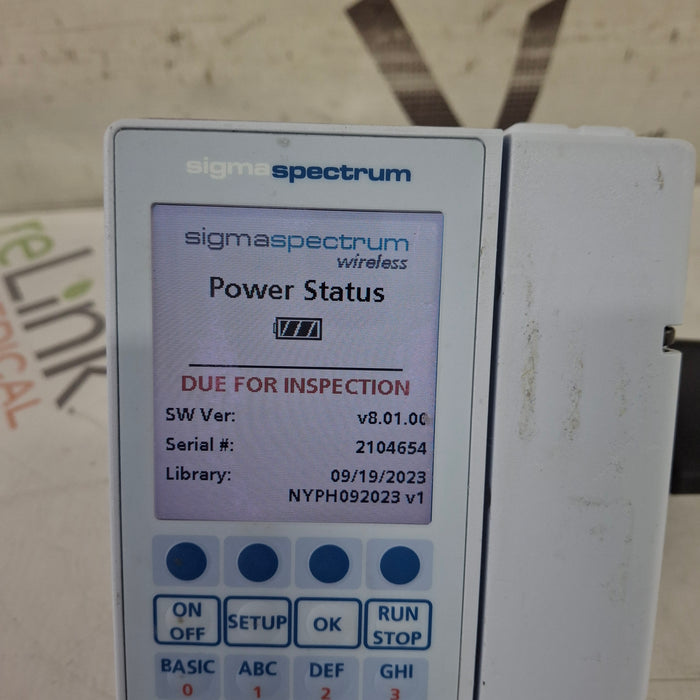 sigmaspectrum
sigmaspectrum
wireless
Power Status
DUE FOR INSPECTION
SW Ver: v8.01.00
Serial #: 2104654
Library: 09/19/2023
NYPH092023 v1
ON OFF SETUP OK RUN STOP
BASIC ABC DEF GHI
0 1 2 3
reLink